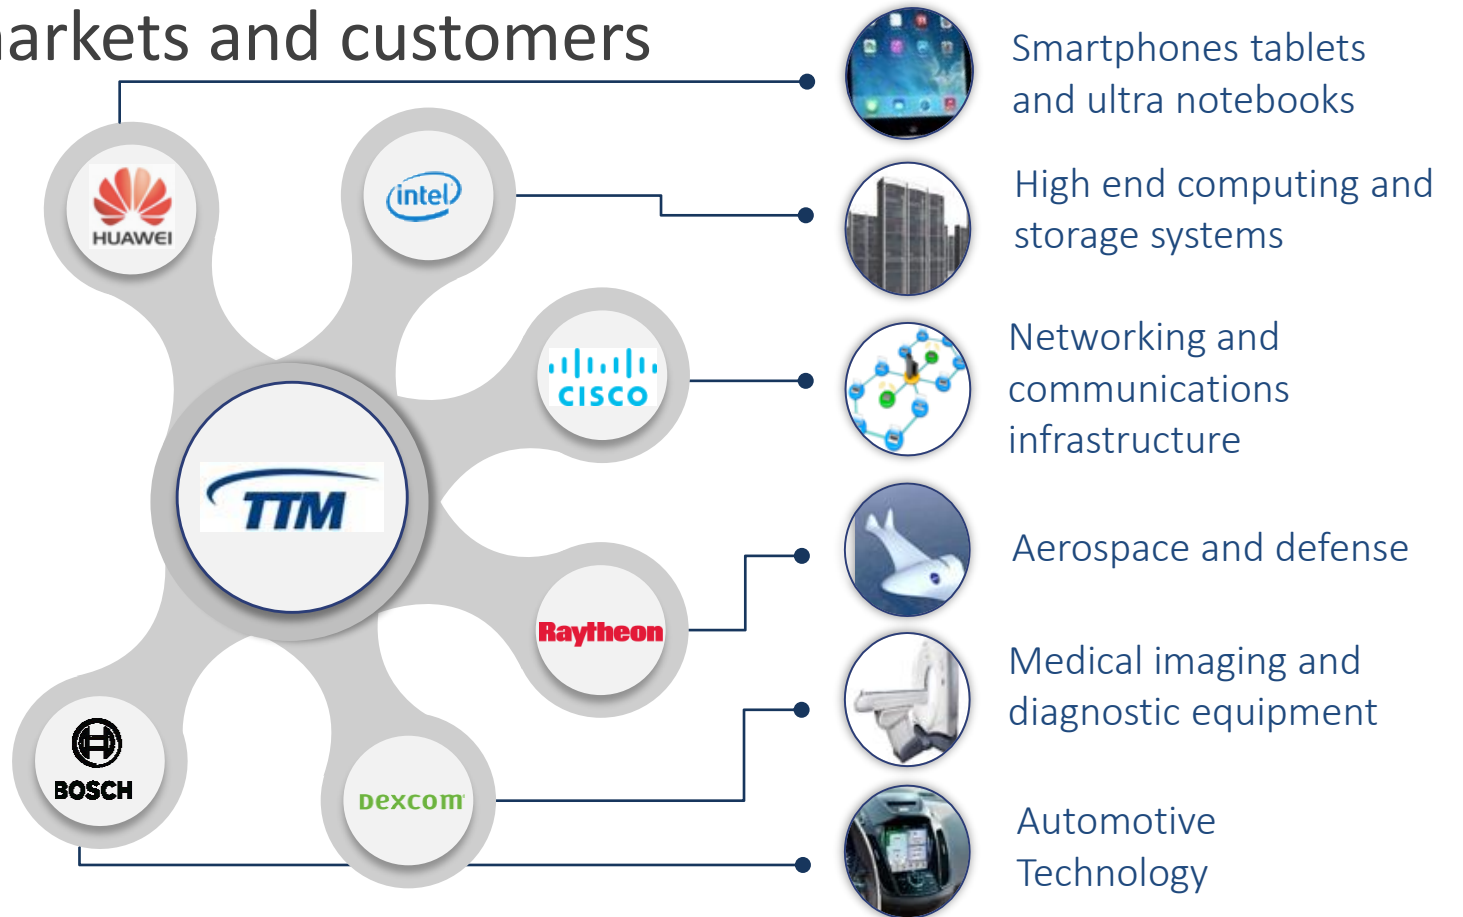 arkets and customers
HUAWEI
intel
CISCO
TTM
Raytheon
BOSCH
Dexcom
Smartphones tablets
and ultra notebooks
High end computing and
storage systems
Networking and
communications
infrastructure
Aerospace and defense
Medical imaging and
diagnostic equipment
Automotive
Technology